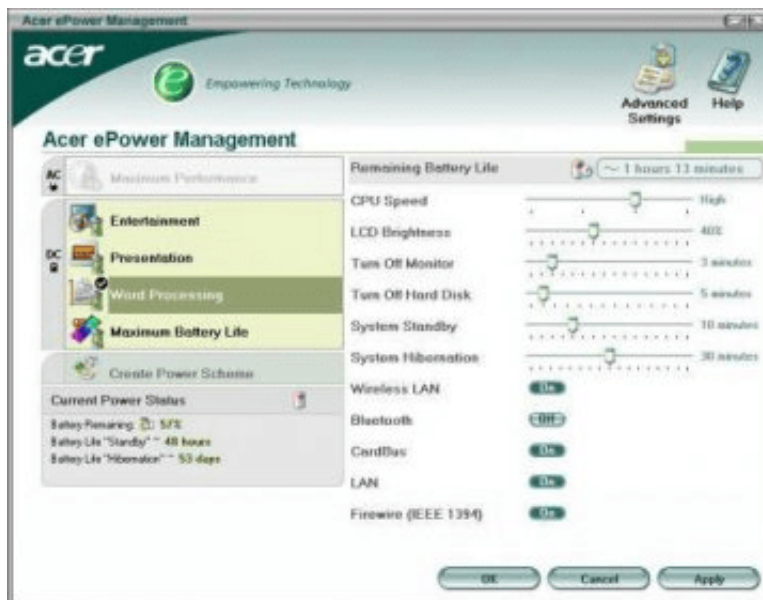 Acer ePower Management
acer
Empowering Technology
Advanced Settings
Help
Acer ePower Management
AC
Maximum Performance
DC
Entertainment
Presentation
Word Processing
Maximum Battery Life
Create Power Scheme
Current Power Status
Battery Remaining: 57%
Battery Life "Standby" ~ 48 hours
Battery Life "Hibernation" ~ 53 days
Remaining Battery Life ~ 1 hours 13 minutes
CPU Speed High
LCD Brightness 40%
Turn Off Monitor 3 minutes
Turn Off Hard Disk 5 minutes
System Standby 10 minutes
System Hibernation 30 minutes
Wireless LAN On
Bluetooth Off
CardBus On
LAN On
Firewire (IEEE 1394) On
OK Cancel Apply